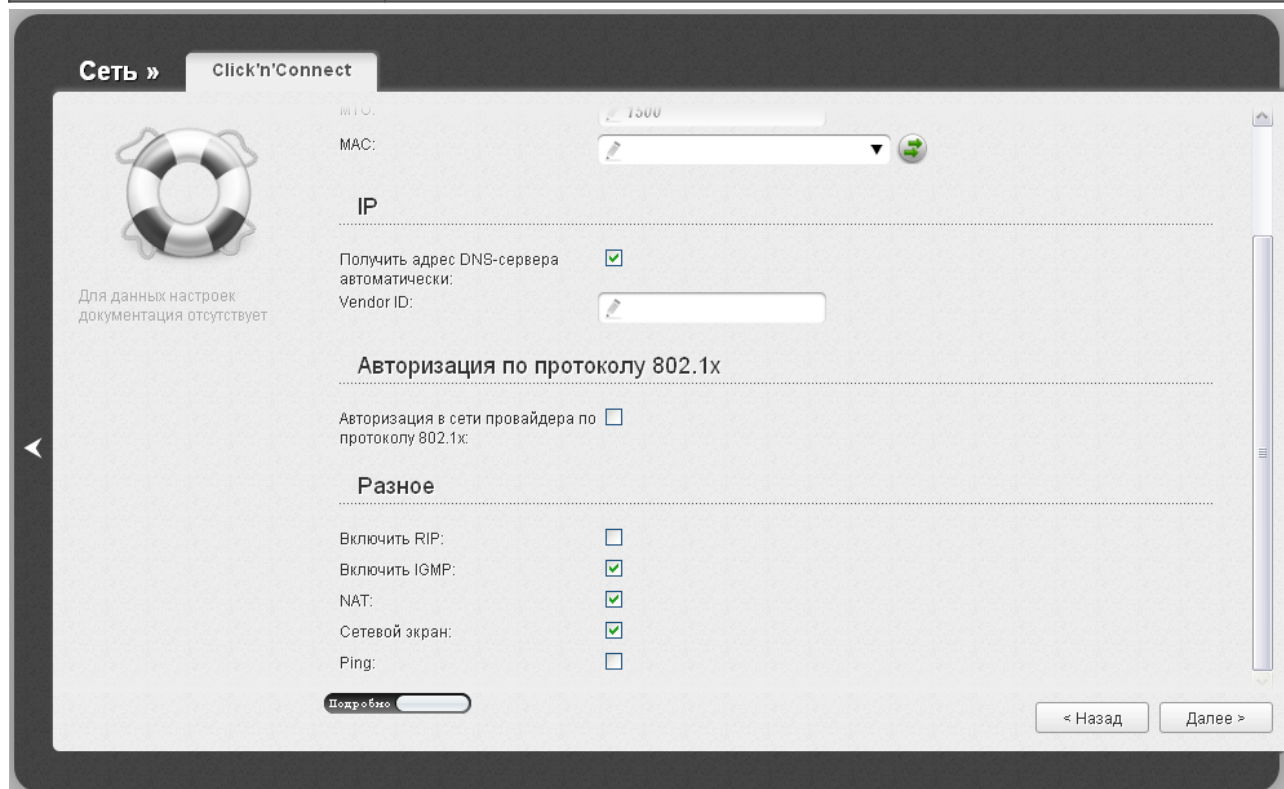 Сеть »
Click'n'Connect
MTU:
1500
MAC:
IP
Получить адрес DNS-сервера
автоматически:
Для данных настроек
документация отсутствует
Vendor ID:
Авторизация по протоколу 802.1x
Авторизация в сети провайдера по
протоколу 802.1x:
Разное
Включить RIP:
Включить IGMP:
NAT:
Сетевой экран:
Ping:
Подробно
< Назад
Далее >